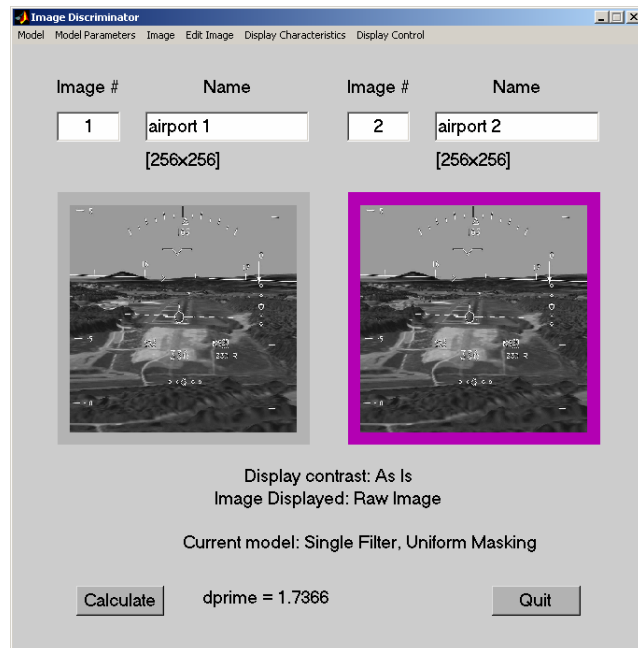 Image Discriminator
Model Model Parameters Image Edit Image Display Characteristics Display Control
Image # Name Image # Name
1 airport 1 2 airport 2
[256x256] [256x256]
Display contrast: As Is
Image Displayed: Raw Image
Current model: Single Filter, Uniform Masking
Calculate dprime = 1.7366 Quit